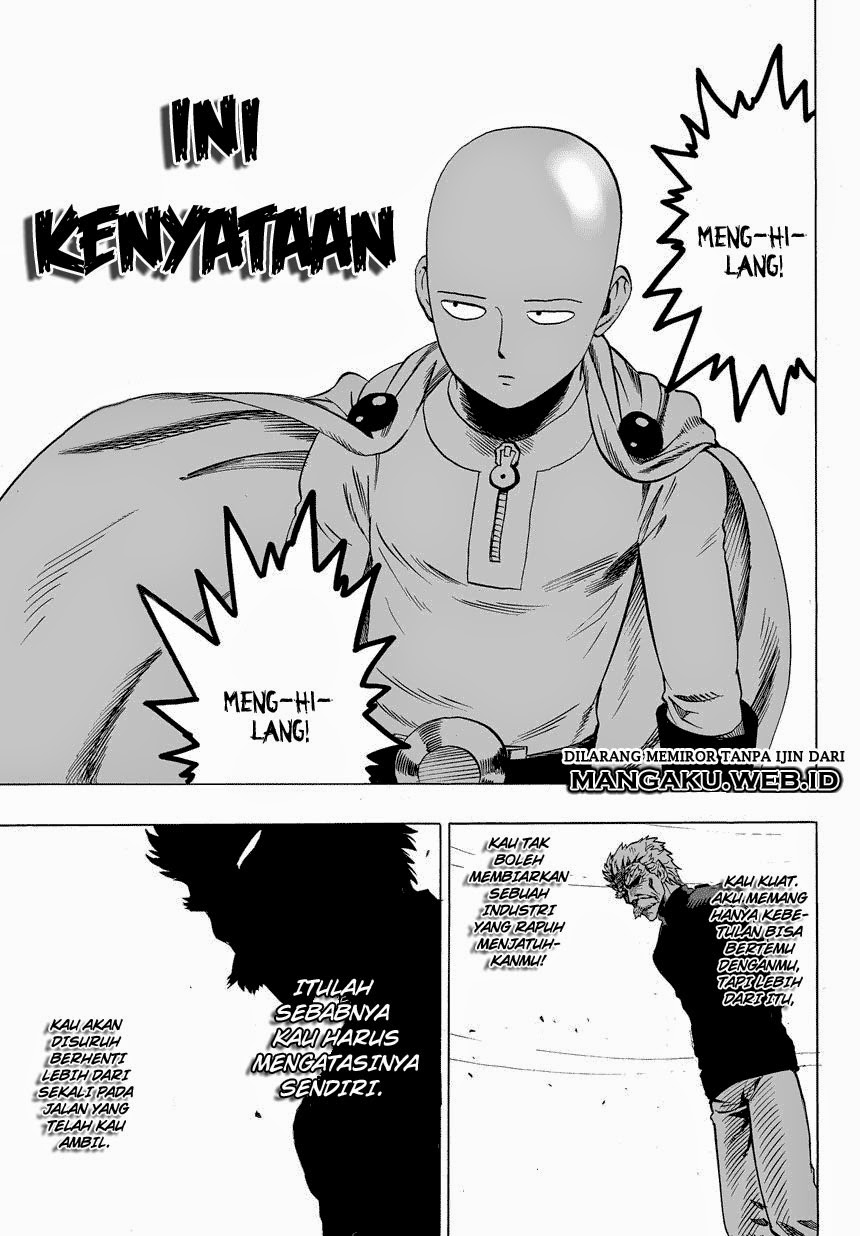 MENG-HI-
LANG!
INI
KENYATAAN
MENG-HI-
LANG!
DILARANG MEMIROR TANPA IJIN DARI
MANGAKU.WEB.ID
KAU KUAT.
AKU MEMANG
HANYA KEBE-
TULAN BISA
BERTEMU
DENGANMU,
TAPI LEBIH
DARI ITU,
KAU TAK
BOLEH
MEMBIARKAN
SEBUAH
INDUSTRI
YANG RAPUH
MENJATUH-
KANMU!
ITULAH
SEBABNYA
KAU HARUS
MENGATASINYA
SENDIRI.
KAU AKAN
DISURUH
BERHENTI
LEBIH DARI
SEKALI PADA
JALAN YANG
TELAH KAU
AMBIL.